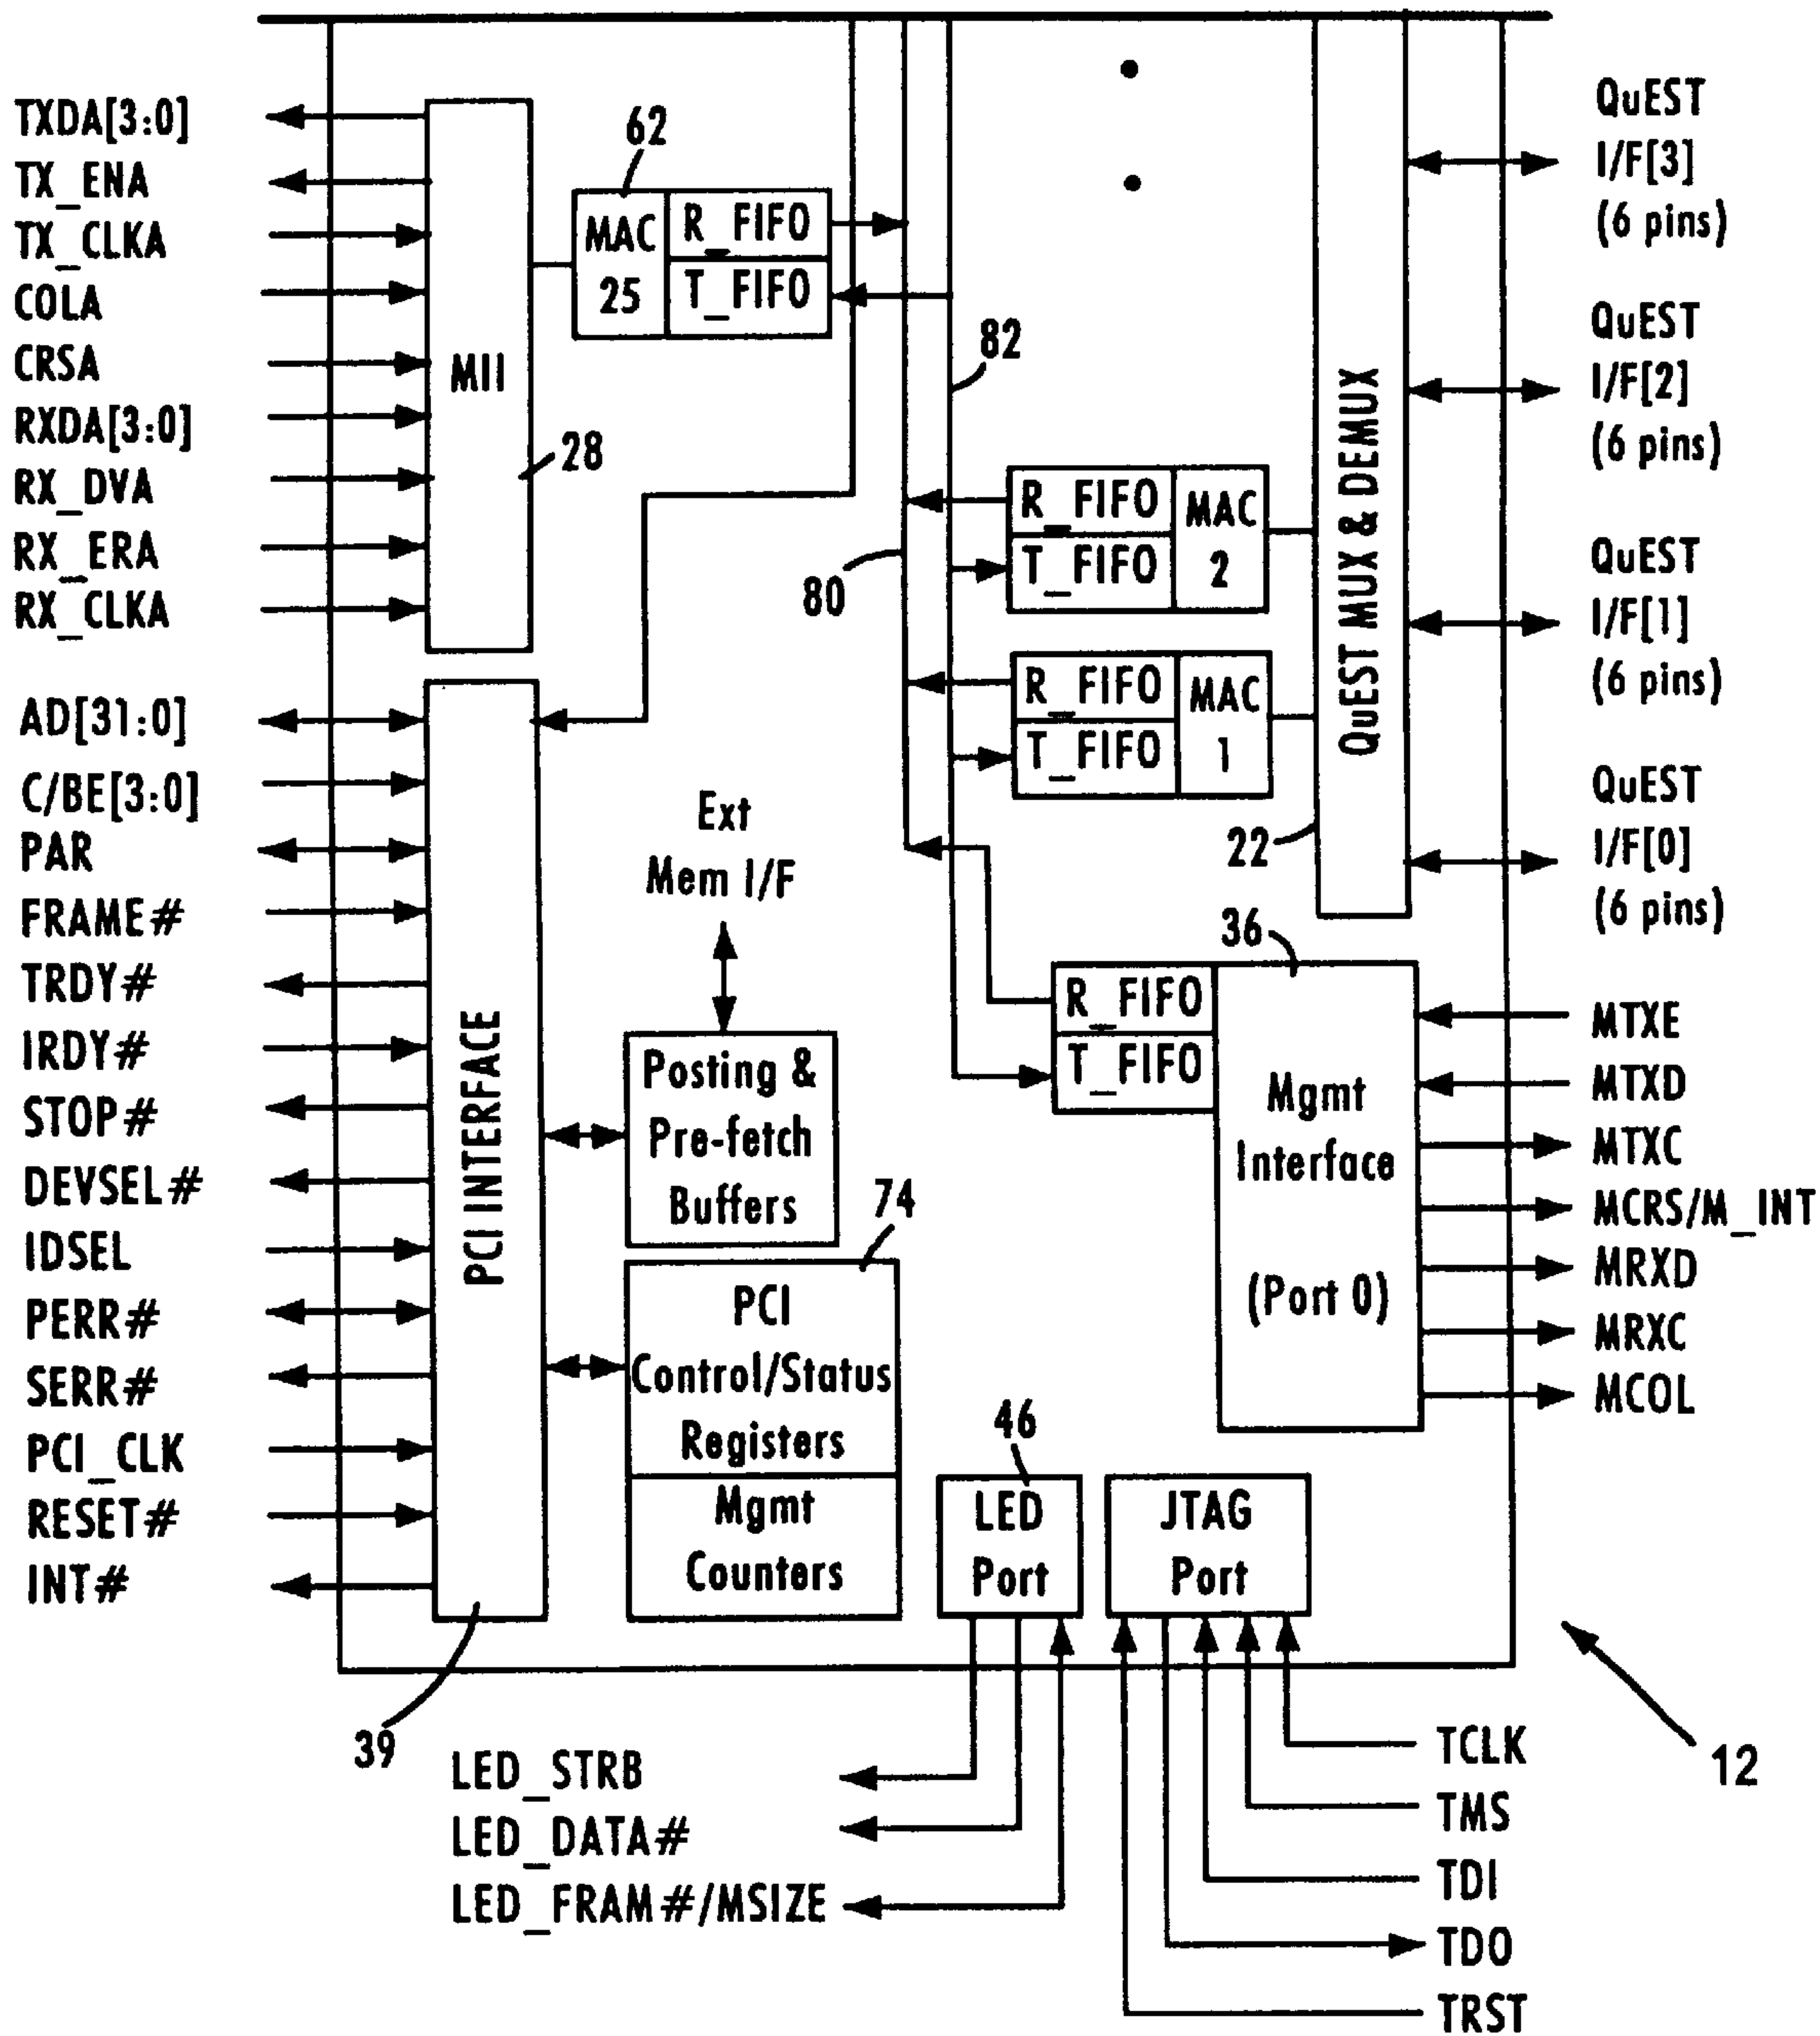 TXDA[3:0]
TX_ENA
TX_CLKA
COLA
CRSA
RXDA[3:0]
RX_DVA
RX_ERA
RX_CLKA
AD[31:0]
C/BE[3:0]
PAR
FRAME#
TRDY#
IRDY#
STOP#
DEVSEL#
IDSEL
PERR#
SERR#
PCI_CLK
RESET#
INT#
MII
28
PCI INTERFACE
39
62
MAC
25
R_FIFO
T_FIFO
80
82
R_FIFO
T_FIFO
MAC
2
R_FIFO
T_FIFO
MAC
1
QuEST MUX & DEMUX
22
QuEST
I/F[3]
(6 pins)
QuEST
I/F[2]
(6 pins)
QuEST
I/F[1]
(6 pins)
QuEST
I/F[0]
(6 pins)
Ext
Mem I/F
Posting &
Pre-fetch
Buffers
74
PCI
Control/Status
Registers
Mgmt
Counters
36
R_FIFO
T_FIFO
Mgmt
Interface
(Port 0)
MTXE
MTXD
MTXC
MCRS/M_INT
MRXD
MRXC
MCOL
46
LED
Port
JTAG
Port
LED_STRB
LED_DATA#
LED_FRAM#/MSIZE
TCLK
TMS
TDI
TDO
TRST
12